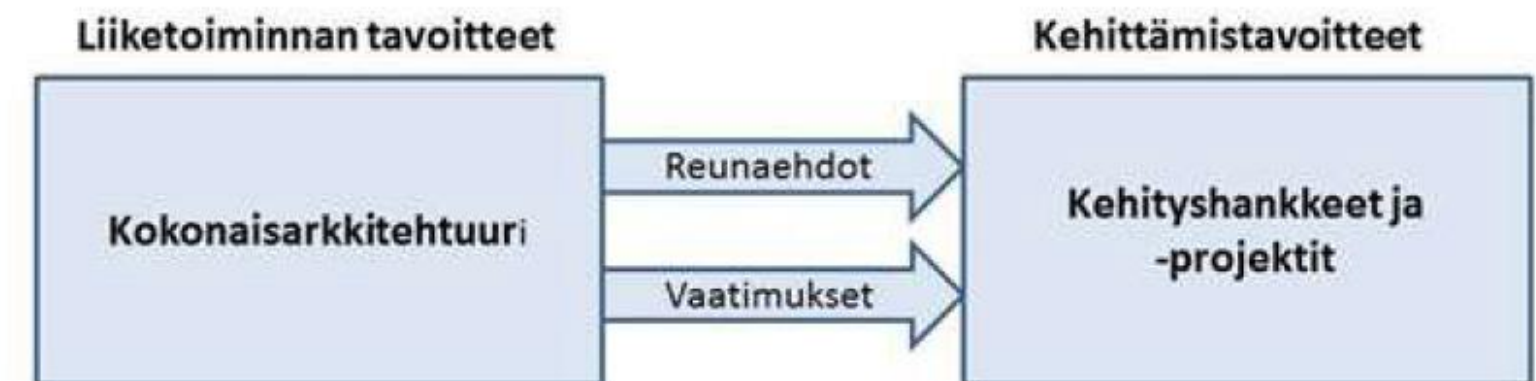 Liiketoiminnan tavoitteet
Kehittämistavoitteet
Kokonaisarkkitehtuuri
Reunaehdot
Vaatimukset
Kehityshankkeet ja
-projektit